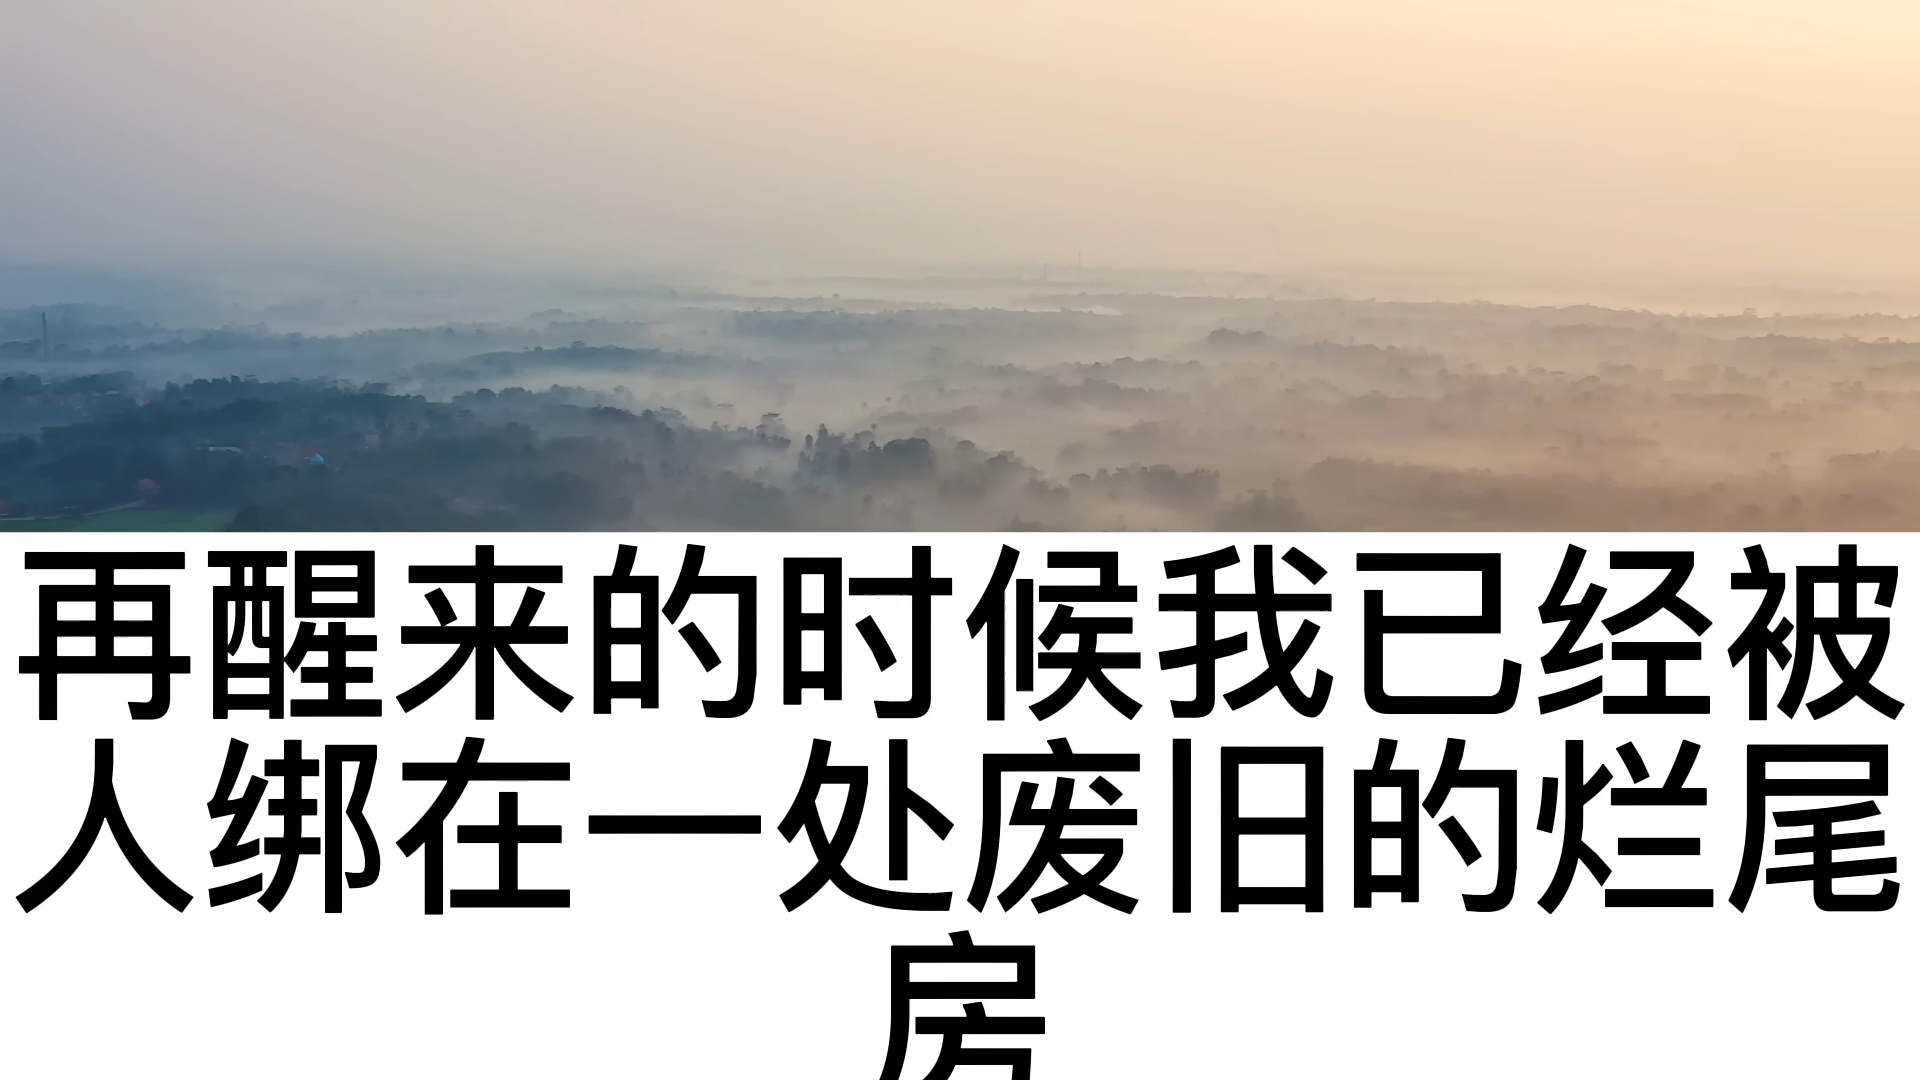 再醒来的时候我已经被
人绑在一处废旧的烂尾
房